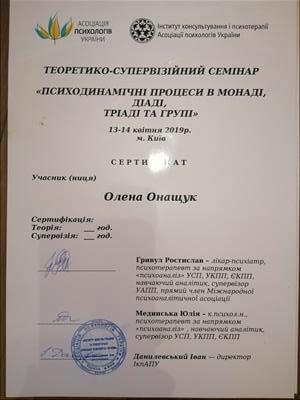 АСОЦІАЦІЯ
ПСИХОЛОГІВ
УКРАЇНИ
Інститут консультування і психотерапії
Асоціації психологів України
ТЕОРЕТИКО-СУПЕРВІЗІЙНИЙ СЕМІНАР
«ПСИХОДИНАМІЧНІ ПРОЦЕСИ В МОНАДІ,
ДІАДІ,
ТРІАДІ ТА ГРУПІ»
13-14 квітня 2019р.
м. Київ
СЕРТИФІКАТ
Учасник (ниця)
Олена Онащук
Сертифікація:
Теорія: ___ год.
Супервізія: ___ год.
Гривул Ростислав – лікар-психіатр,
психотерапевт за напрямком
«психоаналіз» УСП, УКПП, ЄКПП,
навчаючий аналітик, супервізор
УАПП, прямий член Міжнародної
психоаналітичної асоціації
Мединська Юлія – к.психол.н.,
психотерапевт за напрямком
«психоаналіз» , навчаючий аналітик,
супервізор УСП, УКПП, ЄКПП
Данилевський Іван — директор
ІкпАПУ